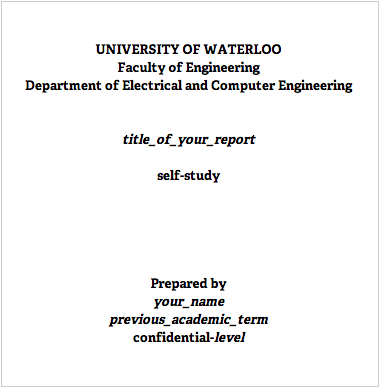 UNIVERSITY OF WATERLOO
Faculty of Engineering
Department of Electrical and Computer Engineering
title_of_your_report
self-study
Prepared by
your_name
previous_academic_term
confidential-level